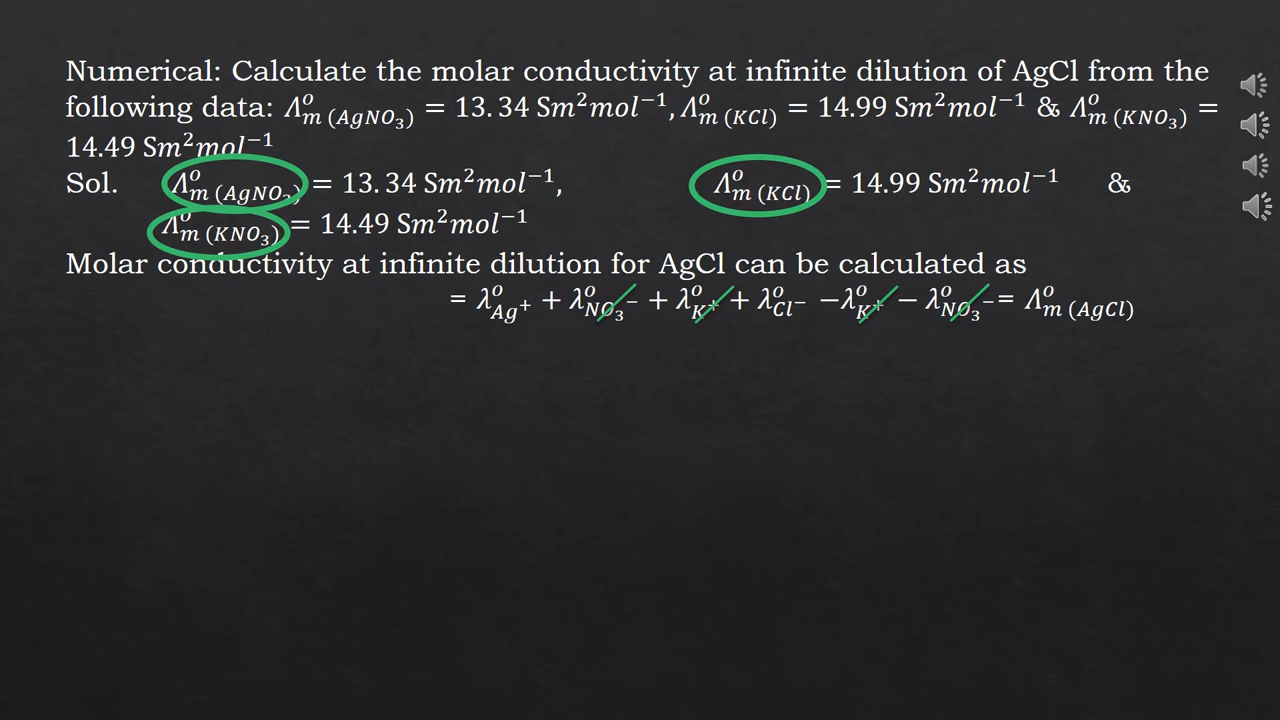 Numerical: Calculate the molar conductivity at infinite dilution of AgCl from the
following data: Λ°m (AgNO₃) = 13.34 Sm²mol⁻¹, Λ°m (KCl) = 14.99 Sm²mol⁻¹ & Λ°m (KNO₃) =
14.49 Sm²mol⁻¹
Sol. Λ°m (AgNO₃) = 13.34 Sm²mol⁻¹, Λ°m (KCl) = 14.99 Sm²mol⁻¹ &
Λ°m (KNO₃) = 14.49 Sm²mol⁻¹
Molar conductivity at infinite dilution for AgCl can be calculated as
= λ°Ag⁺ + λ°NO₃⁻ + λ°K⁺ + λ°Cl⁻ −λ°K⁺ − λ°NO₃⁻ = Λ°m (AgCl)